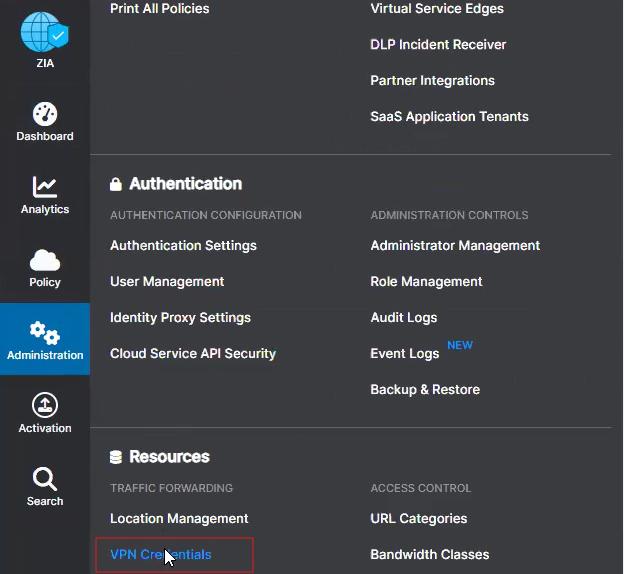 ZIA
Dashboard
Analytics
Policy
Administration
Activation
Search
Print All Policies
Virtual Service Edges
DLP Incident Receiver
Partner Integrations
SaaS Application Tenants
Authentication
AUTHENTICATION CONFIGURATION
Authentication Settings
User Management
Identity Proxy Settings
Cloud Service API Security
ADMINISTRATION CONTROLS
Administrator Management
Role Management
Audit Logs
Event Logs NEW
Backup & Restore
Resources
TRAFFIC FORWARDING
Location Management
VPN Credentials
ACCESS CONTROL
URL Categories
Bandwidth Classes